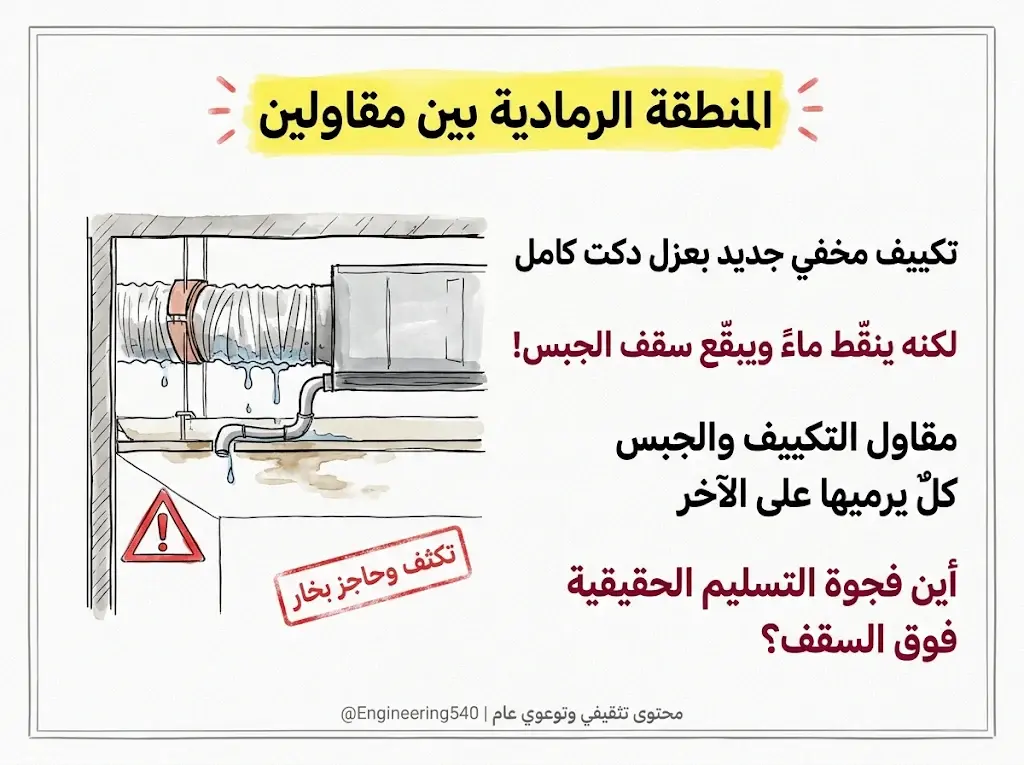 المنطقة الرمادية بين مقاولين
تكييف مخفي جديد بعزل دكت كامل
لكنه ينقّط ماءً ويبقّع سقف الجبس!
مقاول التكييف والجبس
كلٌ يرميها على الآخر
أين فجوة التسليم الحقيقية
فوق السقف؟
تكثف وحاجز بخار
محتوى تثقيفي وتوعوي عام | @Engineering540